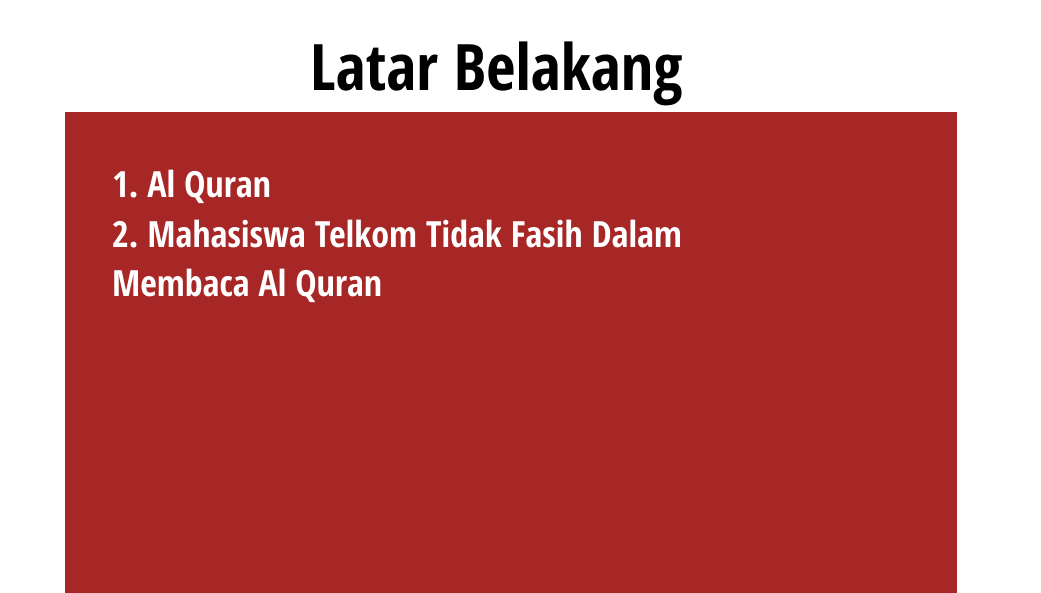 Latar Belakang
1. Al Quran
2. Mahasiswa Telkom Tidak Fasih Dalam
Membaca Al Quran